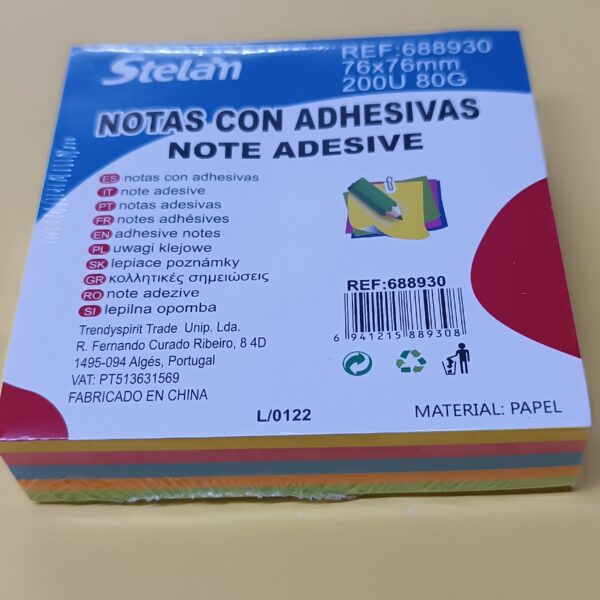 Stelan
REF:688930
76x76mm
200U 80G
NOTAS CON ADHESIVAS
NOTE ADESIVE
ES notas con adhesivas
IT note adesive
PT notas adesivas
FR notes adhésives
EN adhesive notes
PL uwagi klejowe
SK lepiace poznámky
GR κολλητικές σημειώσεις
RO note adezive
SI lepilna opomba
REF:688930
6 941215 889308
Trendyspirit Trade Unip. Lda.
R. Fernando Curado Ribeiro, 8 4D
1495-094 Algés, Portugal
VAT: PT513631569
FABRICADO EN CHINA
L/0122
MATERIAL: PAPEL